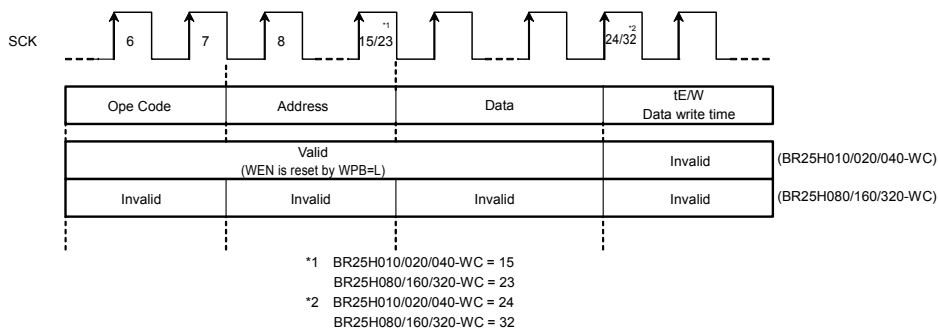 *1
*2
SCK
6
7
8
15/23
24/32
Ope Code
Address
Data
tE/W
Data write time
Valid
(WEN is reset by WPB=L)
Invalid
(BR25H010/020/040-WC)
Invalid
Invalid
Invalid
Invalid
(BR25H080/160/320-WC)
*1 BR25H010/020/040-WC = 15
BR25H080/160/320-WC = 23
*2 BR25H010/020/040-WC = 24
BR25H080/160/320-WC = 32